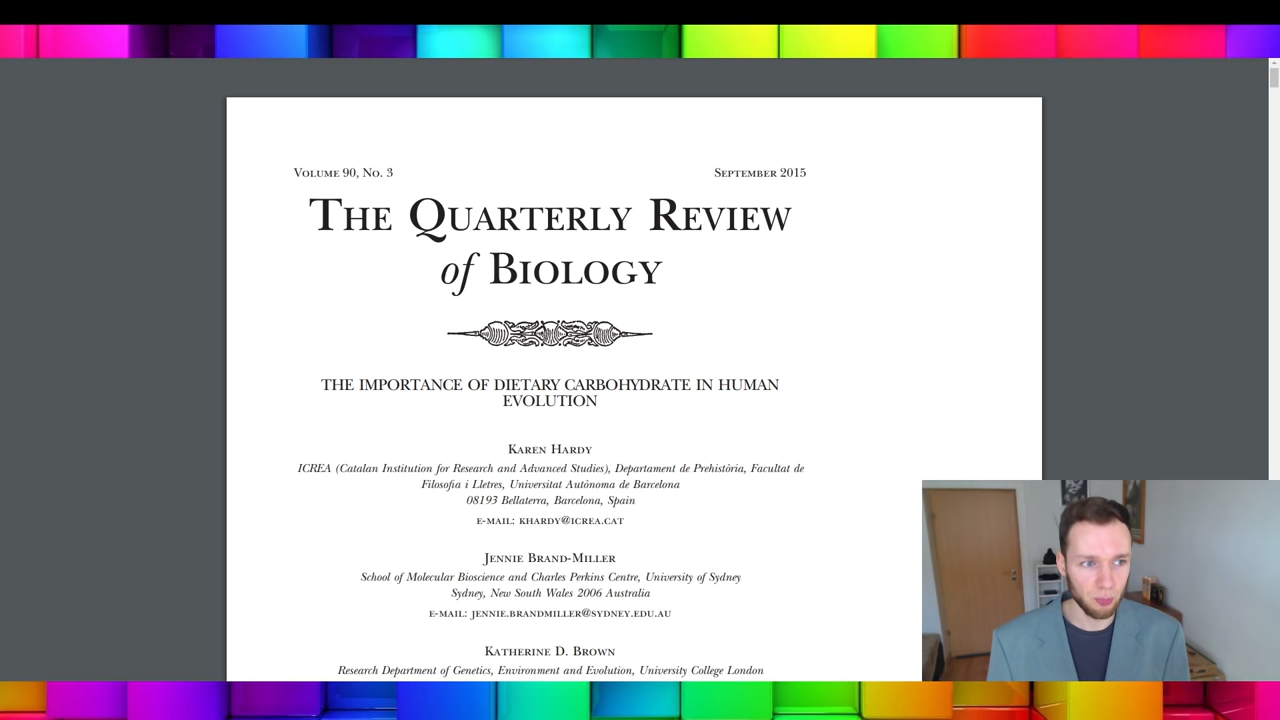 Volume 90, No. 3
September 2015
The Quarterly Review
of Biology
THE IMPORTANCE OF DIETARY CARBOHYDRATE IN HUMAN
EVOLUTION
Karen Hardy
ICREA (Catalan Institution for Research and Advanced Studies), Departament de Prehistòria, Facultat de
Filosofia i Lletres, Universitat Autònoma de Barcelona
08193 Bellaterra, Barcelona, Spain
e-mail: khardy@icrea.cat
Jennie Brand-Miller
School of Molecular Bioscience and Charles Perkins Centre, University of Sydney
Sydney, New South Wales 2006 Australia
e-mail: jennie.brandmiller@sydney.edu.au
Katherine D. Brown
Research Department of Genetics, Environment and Evolution, University College London